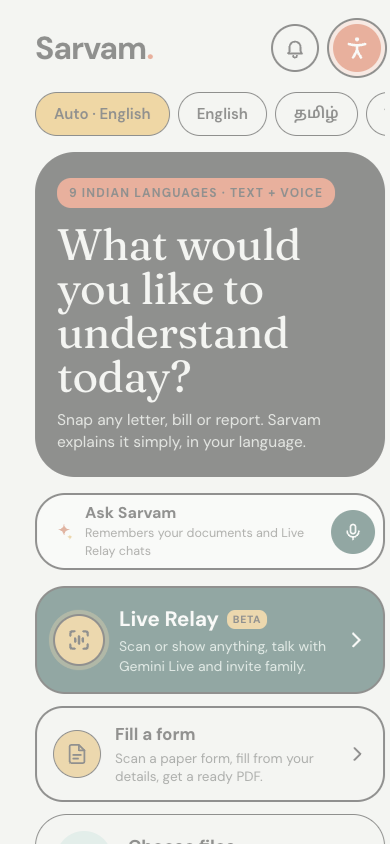 Sarvam.
Auto · English
English
தமிழ்
9 INDIAN LANGUAGES · TEXT + VOICE
What would
you like to
understand
today?
Snap any letter, bill or report. Sarvam
explains it simply, in your language.
Ask Sarvam
Remembers your documents and Live
Relay chats
Live Relay BETA
Scan or show anything, talk with
Gemini Live and invite family.
Fill a form
Scan a paper form, fill from your
details, get a ready PDF.
Choose files